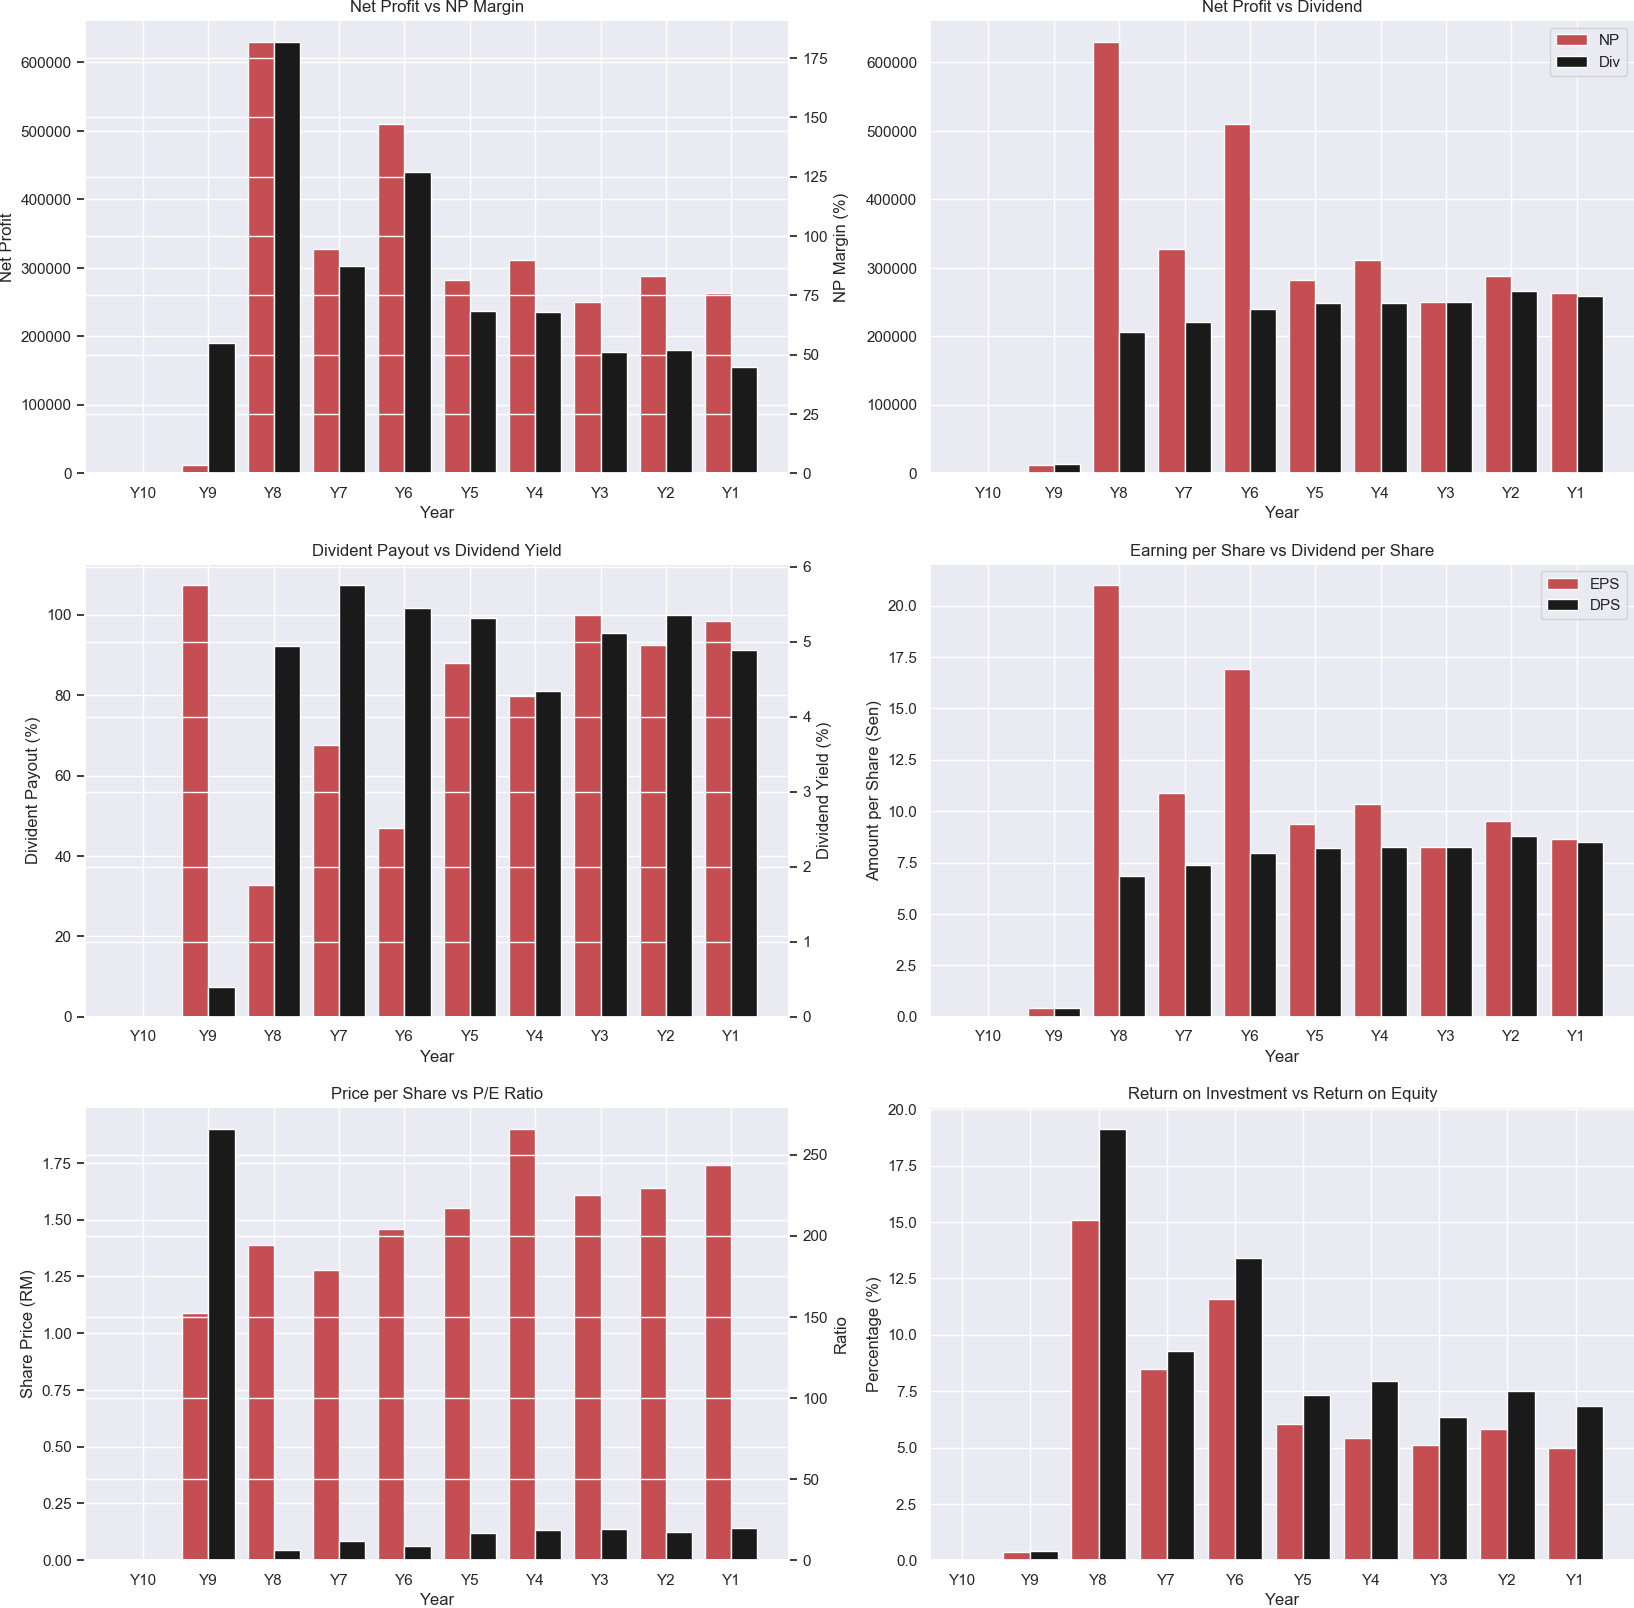 Net Profit vs NP Margin
600000
500000
400000
300000
200000
100000
0
Net Profit
175
150
125
100
75
50
25
0
NP Margin (%)
Y10 Y9 Y8 Y7 Y6 Y5 Y4 Y3 Y2 Y1
Year
Net Profit vs Dividend
NP
Div
600000
500000
400000
300000
200000
100000
0
Y10 Y9 Y8 Y7 Y6 Y5 Y4 Y3 Y2 Y1
Year
Divident Payout vs Dividend Yield
100
80
60
40
20
0
Divident Payout (%)
6
5
4
3
2
1
0
Dividend Yield (%)
Y10 Y9 Y8 Y7 Y6 Y5 Y4 Y3 Y2 Y1
Year
Earning per Share vs Dividend per Share
EPS
DPS
20.0
17.5
15.0
12.5
10.0
7.5
5.0
2.5
0.0
Amount per Share (Sen)
Y10 Y9 Y8 Y7 Y6 Y5 Y4 Y3 Y2 Y1
Year
Price per Share vs P/E Ratio
1.75
1.50
1.25
1.00
0.75
0.50
0.25
0.00
Share Price (RM)
250
200
150
100
50
0
Ratio
Y10 Y9 Y8 Y7 Y6 Y5 Y4 Y3 Y2 Y1
Year
Return on Investment vs Return on Equity
20.0
17.5
15.0
12.5
10.0
7.5
5.0
2.5
0.0
Percentage (%)
Y10 Y9 Y8 Y7 Y6 Y5 Y4 Y3 Y2 Y1
Year